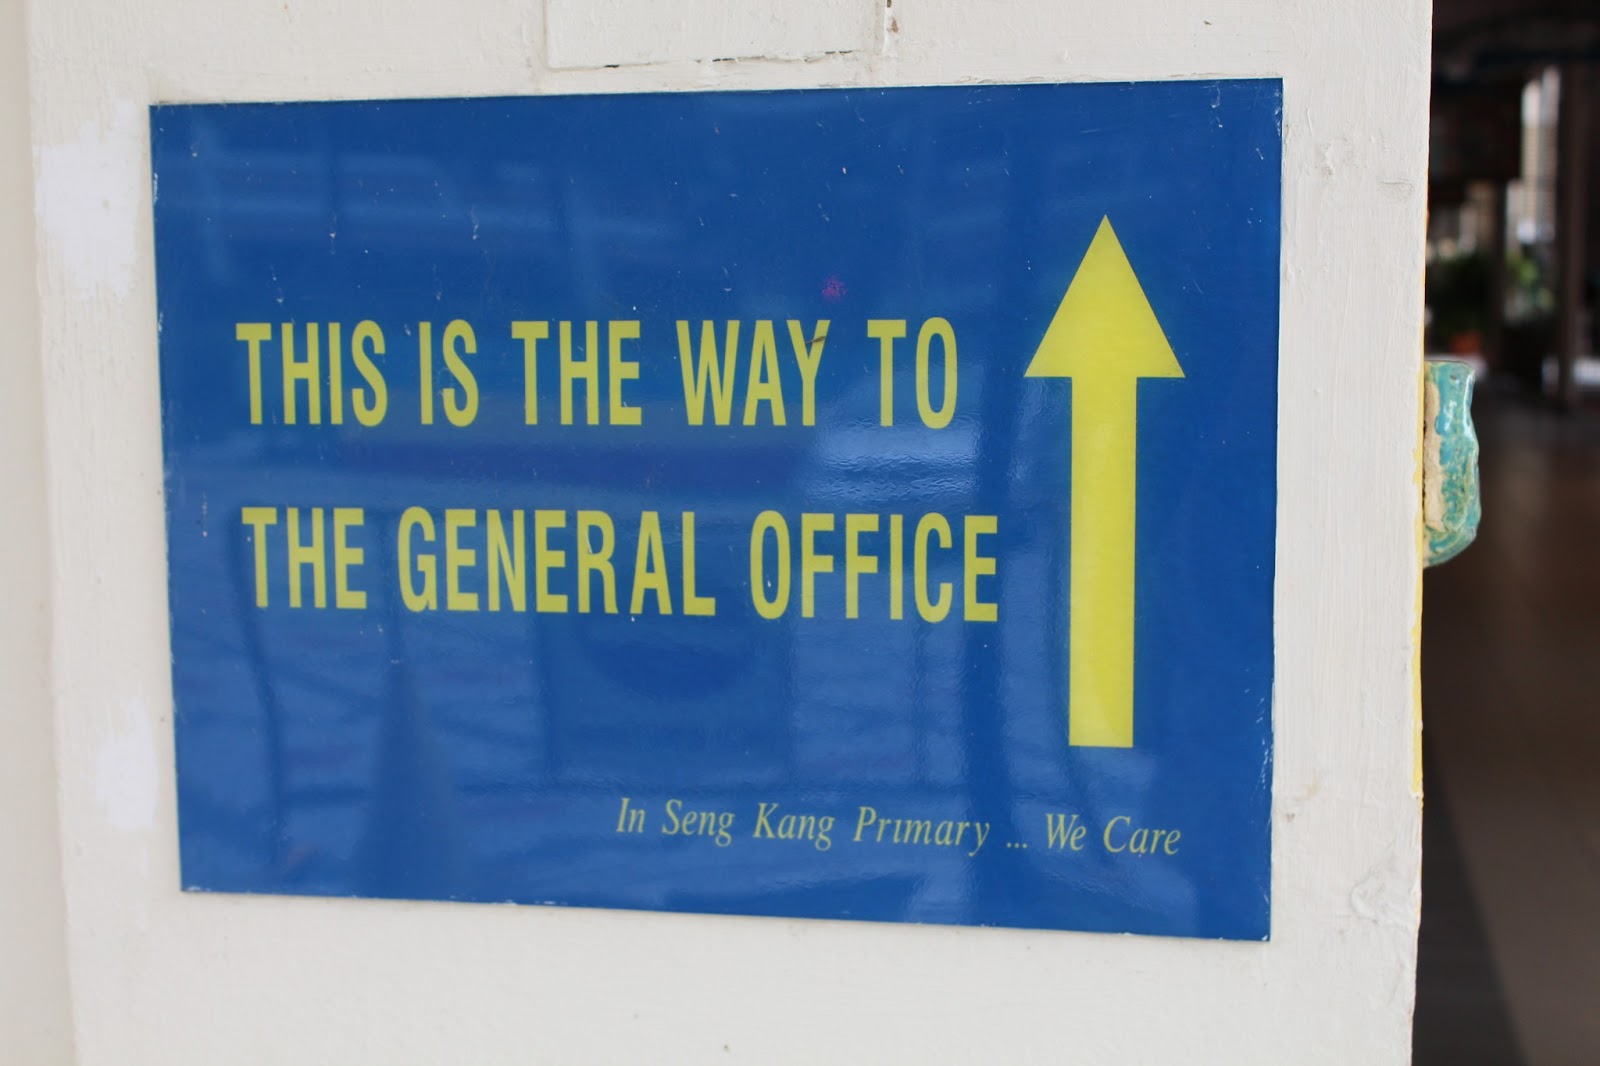 THIS IS THE WAY TO
THE GENERAL OFFICE
In Seng Kang Primary ... We Care